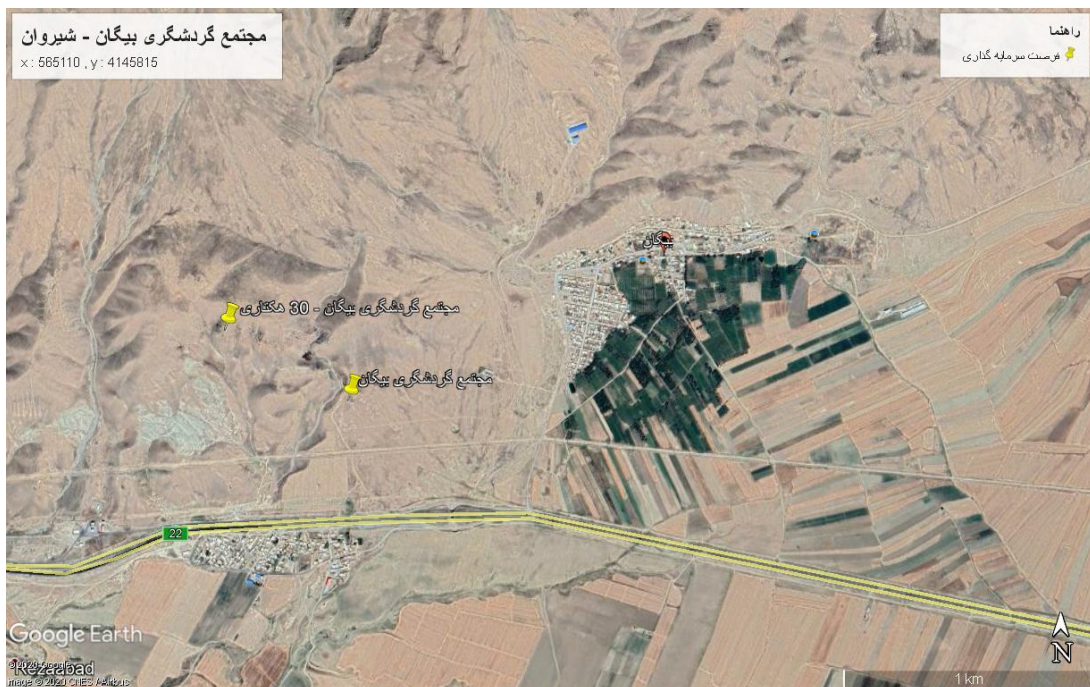 مجتمع گردشگری بیگان - شیروان
x : 565110 , y : 4145815
راهنما
فرصت سرمایه گذاری
بیگان
مجتمع گردشگری بیگان - 30 هکتاری
مجتمع گردشگری بیگان
22
Google Earth
Rezaabad
N
1 km